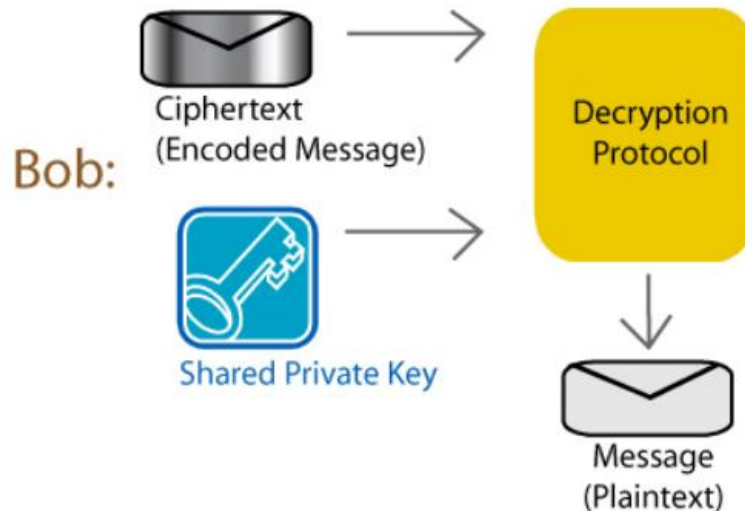 Ciphertext
(Encoded Message)
Bob:
Decryption
Protocol
Shared Private Key
Message
(Plaintext)